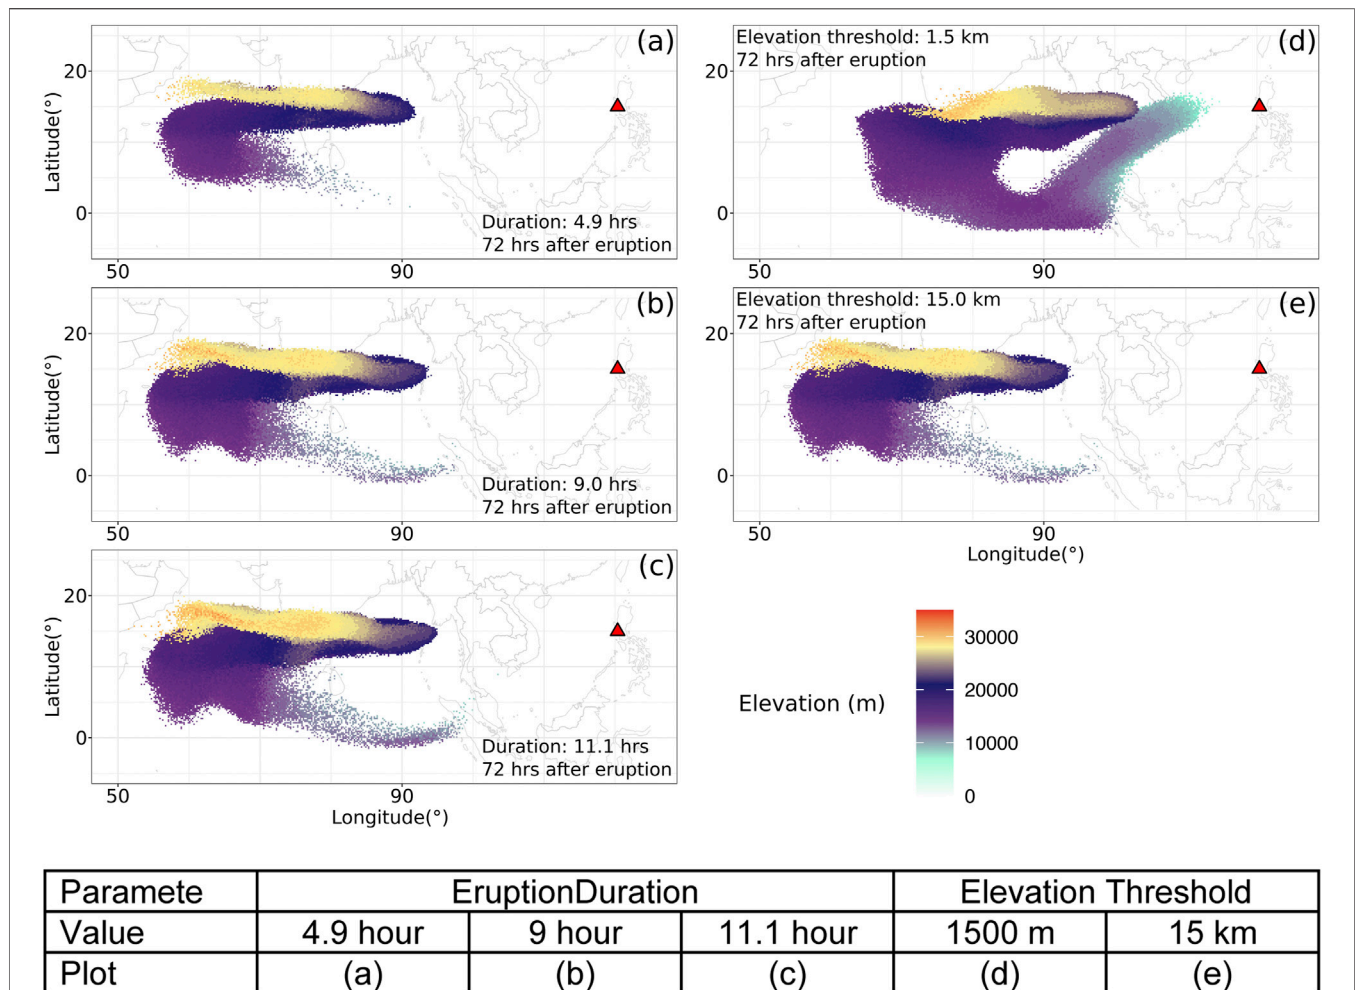 (a)
20
Latitude(°)
0
Duration: 4.9 hrs
72 hrs after eruption
50
90
(b)
20
Latitude(°)
0
Duration: 9.0 hrs
72 hrs after eruption
50
90
(c)
20
Latitude(°)
0
Duration: 11.1 hrs
72 hrs after eruption
50
90
Longitude(°)
Elevation threshold: 1.5 km
72 hrs after eruption
(d)
20
0
50
90
Elevation threshold: 15.0 km
72 hrs after eruption
(e)
20
0
50
90
Longitude(°)
Elevation (m)
30000
20000
10000
0
Paramete EruptionDuration Elevation Threshold
Value 4.9 hour 9 hour 11.1 hour 1500 m 15 km
Plot (a) (b) (c) (d) (e)